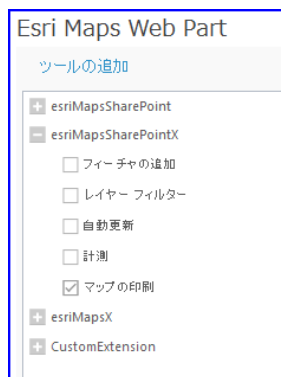 Esri Maps Web Part
ツールの追加
esriMapsSharePoint
esriMapsSharePointX
フィーチャの追加
レイヤー フィルター
自動更新
計測
マップの印刷
esriMapsX
CustomExtension